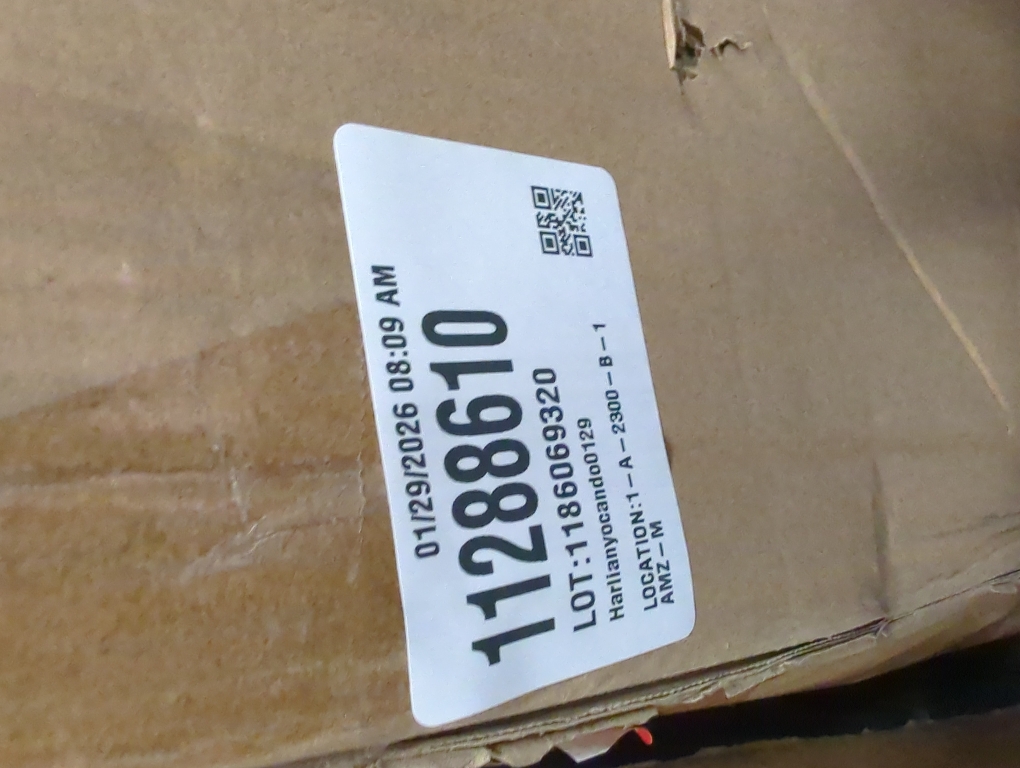 01/29/2026 08:09 AM
11288610
LOT:1186069320
Harlianyocando0129
LOCATION:1-A-2300-B-1
AMZ-M